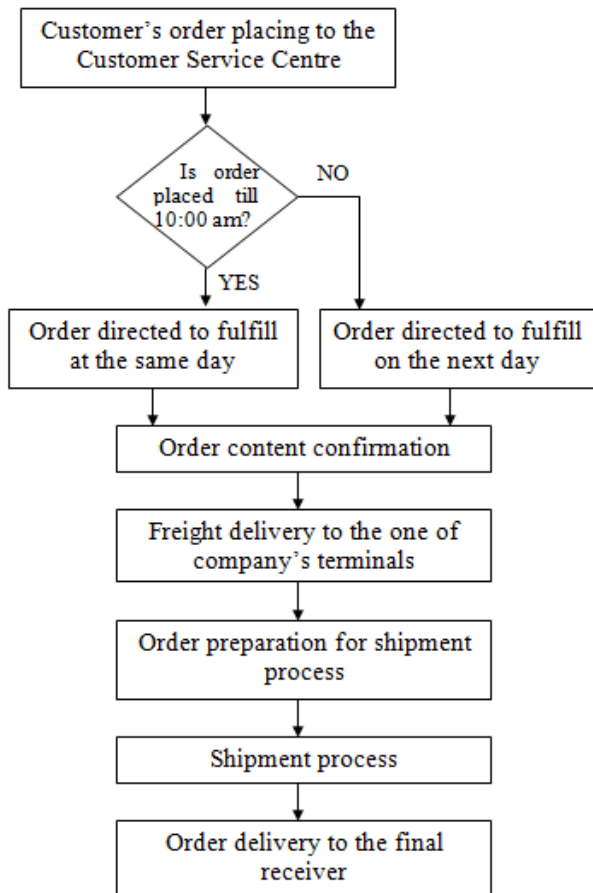 Customer’s order placing to the
Customer Service Centre
Is order
placed till
10:00 am?
NO
YES
Order directed to fulfill
at the same day
Order directed to fulfill
on the next day
Order content confirmation
Freight delivery to the one of
company’s terminals
Order preparation for shipment
process
Shipment process
Order delivery to the final
receiver